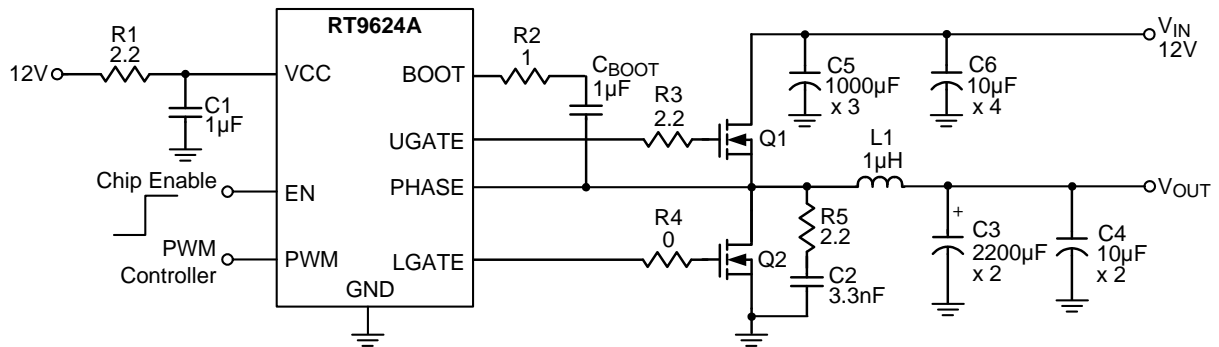 RT9624A
12V
R1
2.2
VCC
C1
1µF
Chip Enable
EN
PWM
Controller
PWM
GND
BOOT
UGATE
PHASE
LGATE
R2
1
CBOOT
1µF
R3
2.2
Q1
R4
0
Q2
C5
1000µF
x 3
C6
10µF
x 4
VIN
12V
L1
1µH
VOUT
R5
2.2
C2
3.3nF
+
C3
2200µF
x 2
C4
10µF
x 2